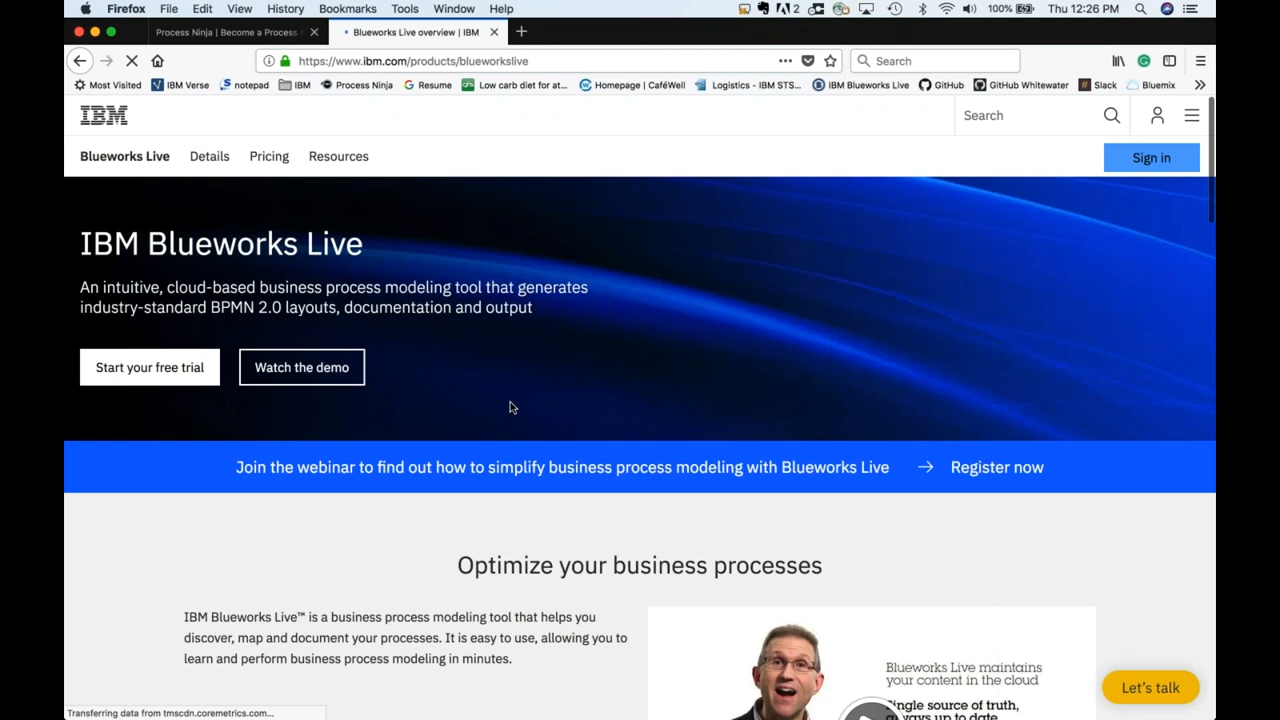 Firefox File Edit View History Bookmarks Tools Window Help 2 100% Thu 12:26 PM
Process Ninja | Become a Process Blueworks Live overview | IBM
https://www.ibm.com/products/blueworkslive Search
Most Visited IBM Verse notepad IBM Process Ninja Resume Low carb diet for at... Homepage | CaféWell Logistics - IBM STS... IBM Blueworks Live GitHub GitHub Whitewater Slack Bluemix
IBM Search
Blueworks Live Details Pricing Resources Sign in
IBM Blueworks Live
An intuitive, cloud-based business process modeling tool that generates
industry-standard BPMN 2.0 layouts, documentation and output
Start your free trial Watch the demo
Join the webinar to find out how to simplify business process modeling with Blueworks Live → Register now
Optimize your business processes
IBM Blueworks Live™ is a business process modeling tool that helps you
discover, map and document your processes. It is easy to use, allowing you to
learn and perform business process modeling in minutes.
Blueworks Live maintains
your content in the cloud
Single source of truth,
always up to date
Let's talk
Transferring data from tmscdn.coremetrics.com...